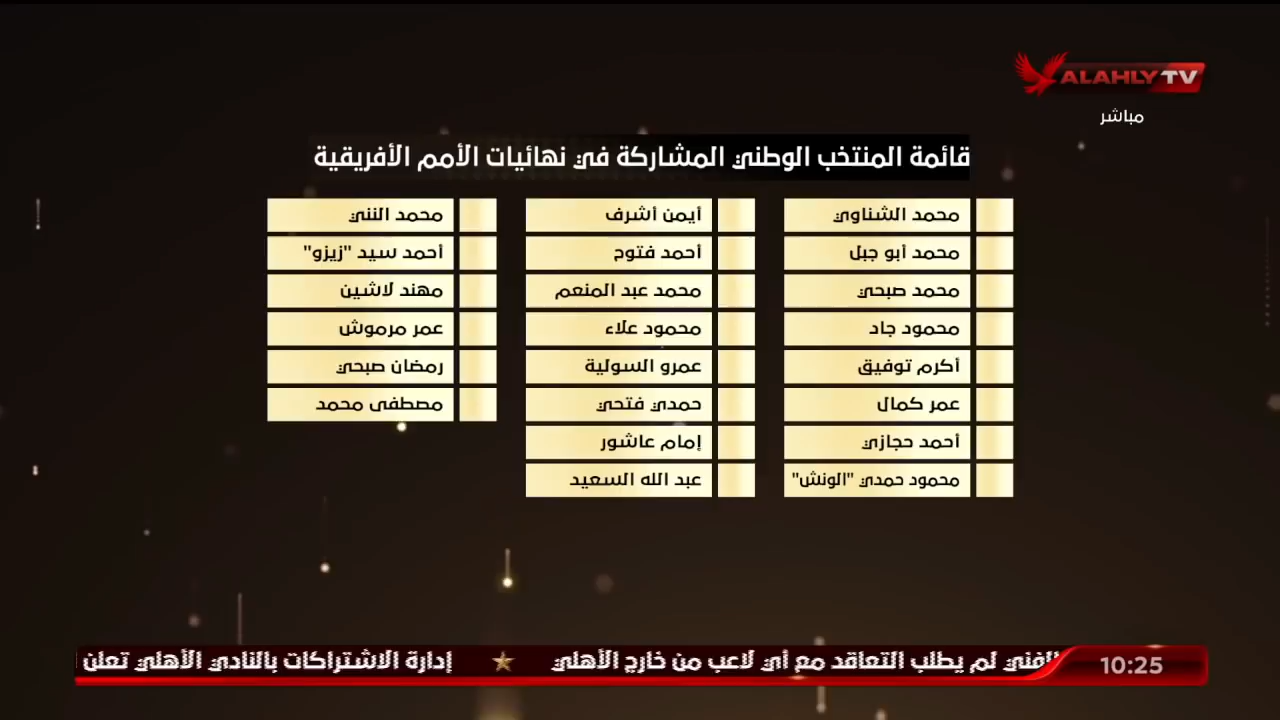 ALAHLY TV
مباشر
قائمة المنتخب الوطني المشاركة في نهائيات الأمم الأفريقية
محمد الشناوي
محمد أبو جبل
محمد صبحي
محمود جاد
أكرم توفيق
عمر كمال
أحمد حجازي
محمود حمدي "الونش"
أيمن أشرف
أحمد فتوح
محمد عبد المنعم
محمود علاء
عمرو السولية
حمدي فتحي
إمام عاشور
عبد الله السعيد
محمد النني
أحمد سيد "زيزو"
مهند لاشين
عمر مرموش
رمضان صبحي
مصطفى محمد
10:25
لم يطلب التعاقد مع أي لاعب من خارج الأهلي ★ إدارة الاشتراكات بالنادي الأهلي تعلن